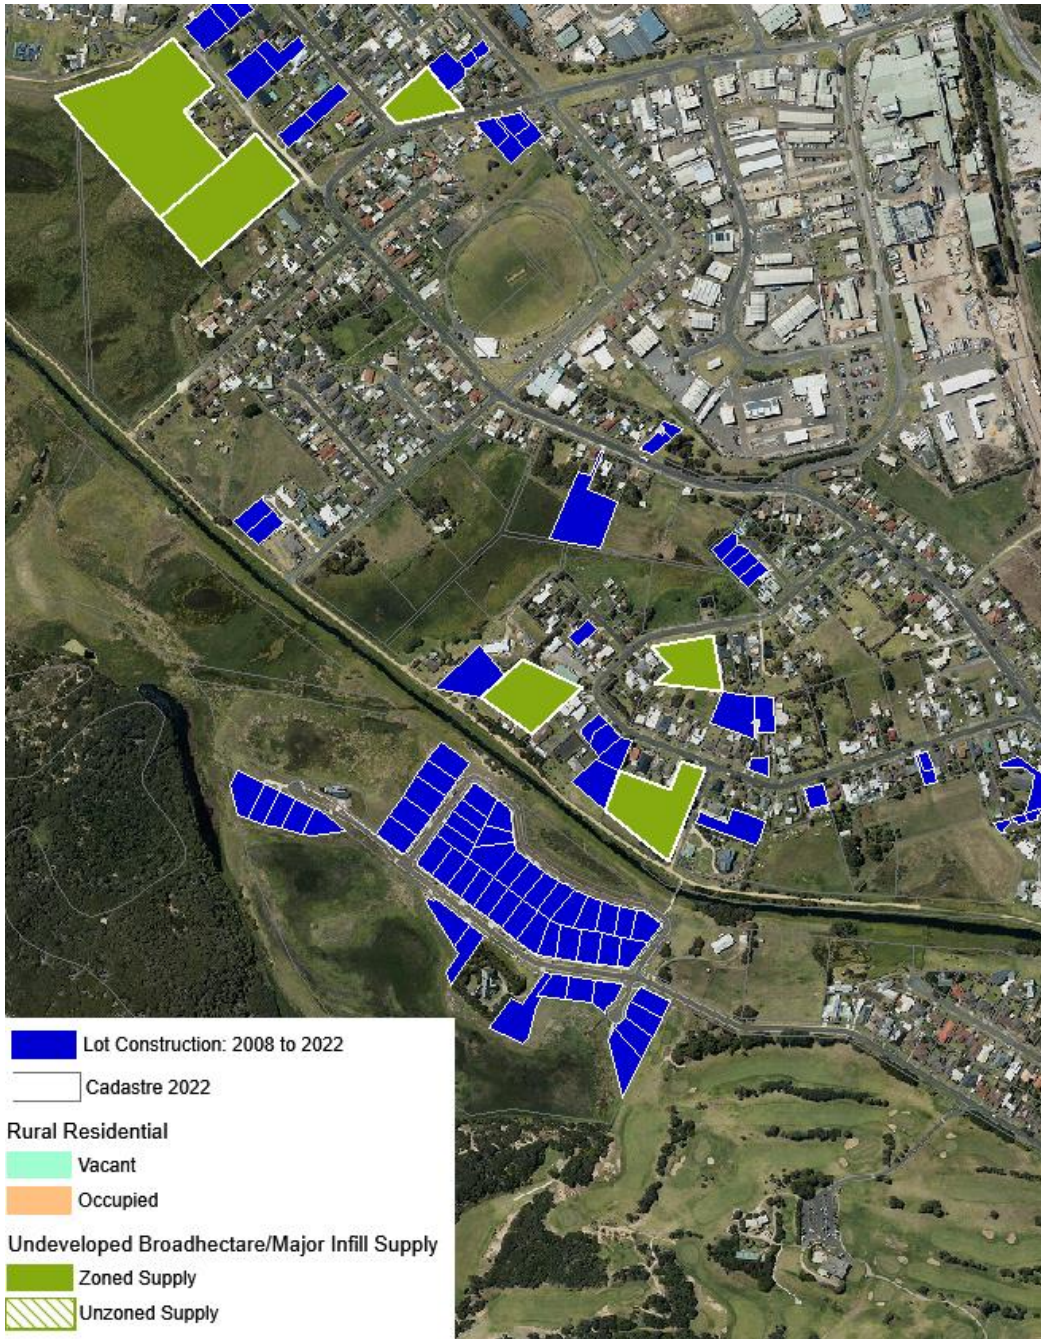 Lot Construction: 2008 to 2022
Cadastre 2022
Rural Residential
Vacant
Occupied
Undeveloped Broadhectare/Major Infill Supply
Zoned Supply
Unzoned Supply